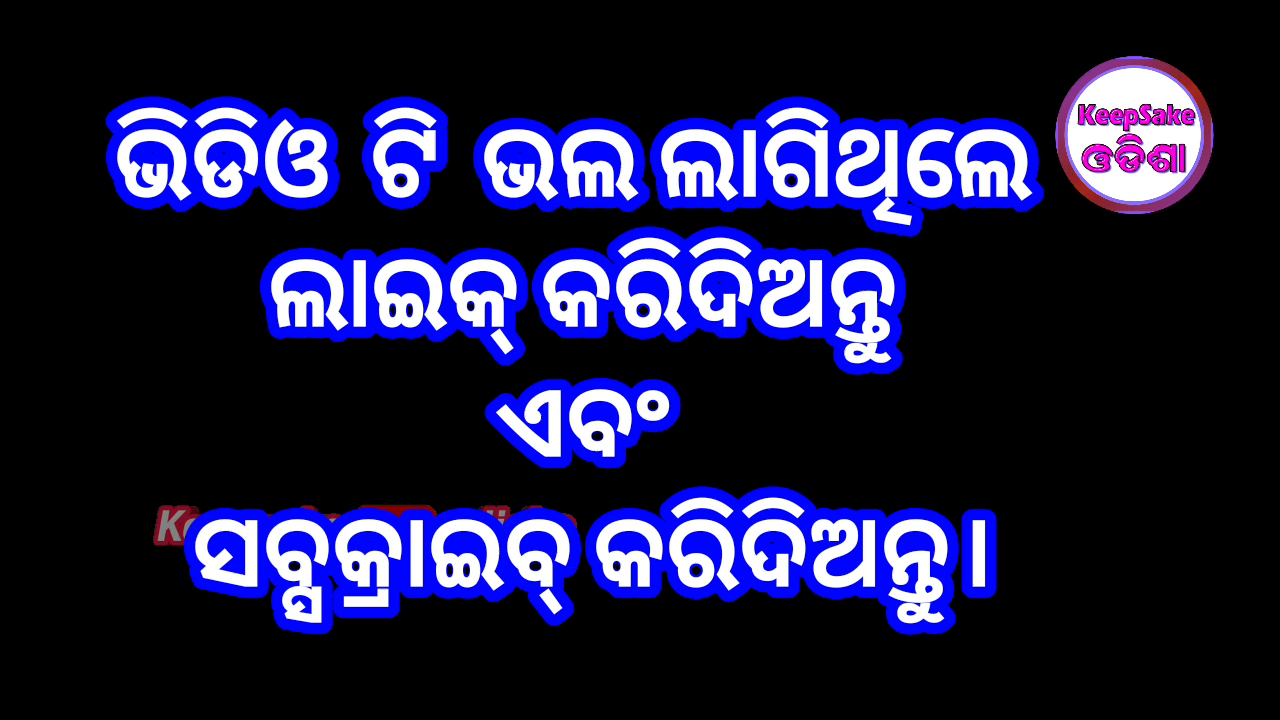 ଭିଡିଓ ଟି ଭଲ ଲାଗିଥିଲେ
KeepSake
ଓଡିଶା
ଲାଇକ୍ କରିଦିଅନ୍ତୁ
ଏବଂ
ସବ୍ସକ୍ରାଇବ୍ କରିଦିଅନ୍ତୁ।